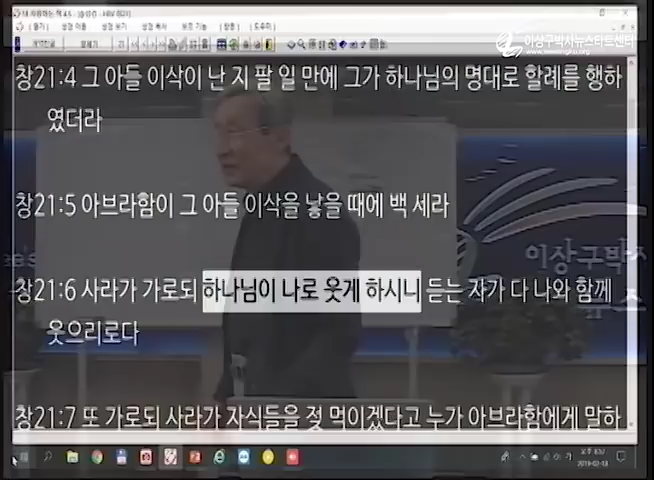 이상구박사뉴스타트센터
창21:4 그 아들 이삭이 난 지 팔 일 만에 그가 하나님의 명대로 할례를 행하
였더라
창21:5 아브라함이 그 아들 이삭을 낳을 때에 백 세라
이상구박사
창21:6 사라가 가로되 하나님이 나로 웃게 하시니 듣는 자가 다 나와 함께
웃으리로다
창21:7 또 가로되 사라가 자식들을 젖 먹이겠다고 누가 아브라함에게 말하